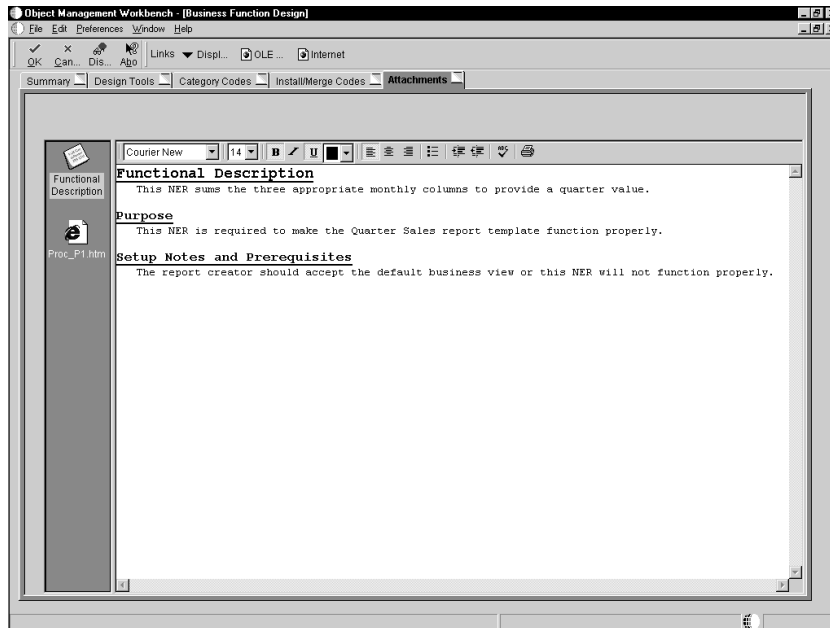 Object Management Workbench - [Business Function Design]
File Edit Preferences Window Help
OK Can... Dis... Abo Links Displ... OLE ... Internet
Summary Design Tools Category Codes Install/Merge Codes Attachments
Courier New 14 B I U
Functional Description
Proc_P1.htm
Functional Description
This NER sums the three appropriate monthly columns to provide a quarter value.
Purpose
This NER is required to make the Quarter Sales report template function properly.
Setup Notes and Prerequisites
The report creator should accept the default business view or this NER will not function properly.